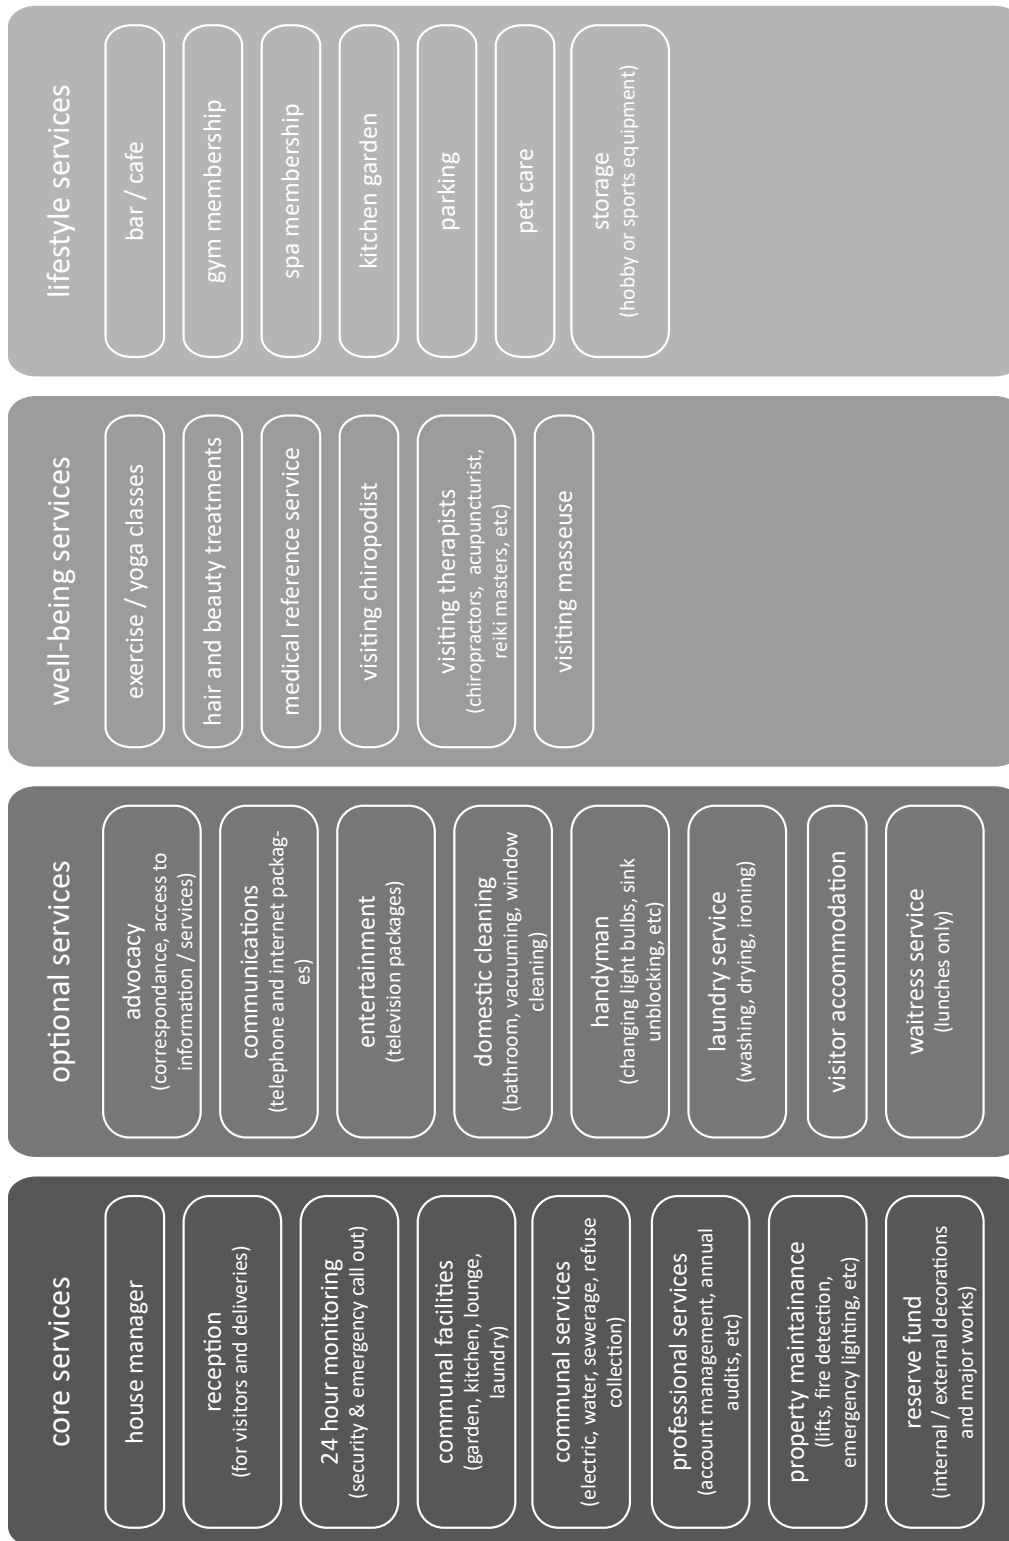 core services
house manager
reception
(for visitors and deliveries)
24 hour monitoring
(security & emergency call out)
communal facilities
(garden, kitchen, lounge,
laundry)
communal services
(electric, water, sewerage, refuse
collection)
professional services
(account management, annual
audits, etc)
property maintainance
(lifts, fire detection,
emergency lighting, etc)
reserve fund
(internal / external decorations
and major works)
optional services
advocacy
(correspondance, access to
information / services)
communications
(telephone and internet packag-
es)
entertainment
(television packages)
domestic cleaning
(bathroom, vacuuming, window
cleaning)
handyman
(changing light bulbs, sink
unblocking, etc)
laundry service
(washing, drying, ironing)
visitor accommodation
waitress service
(lunches only)
well-being services
exercise / yoga classes
hair and beauty treatments
medical reference service
visiting chiropodist
visiting therapists
(chiropractors, acupuncturist,
reiki masters, etc)
visiting masseuse
lifestyle services
bar / cafe
gym membership
spa membership
kitchen garden
parking
pet care
storage
(hobby or sports equipment)